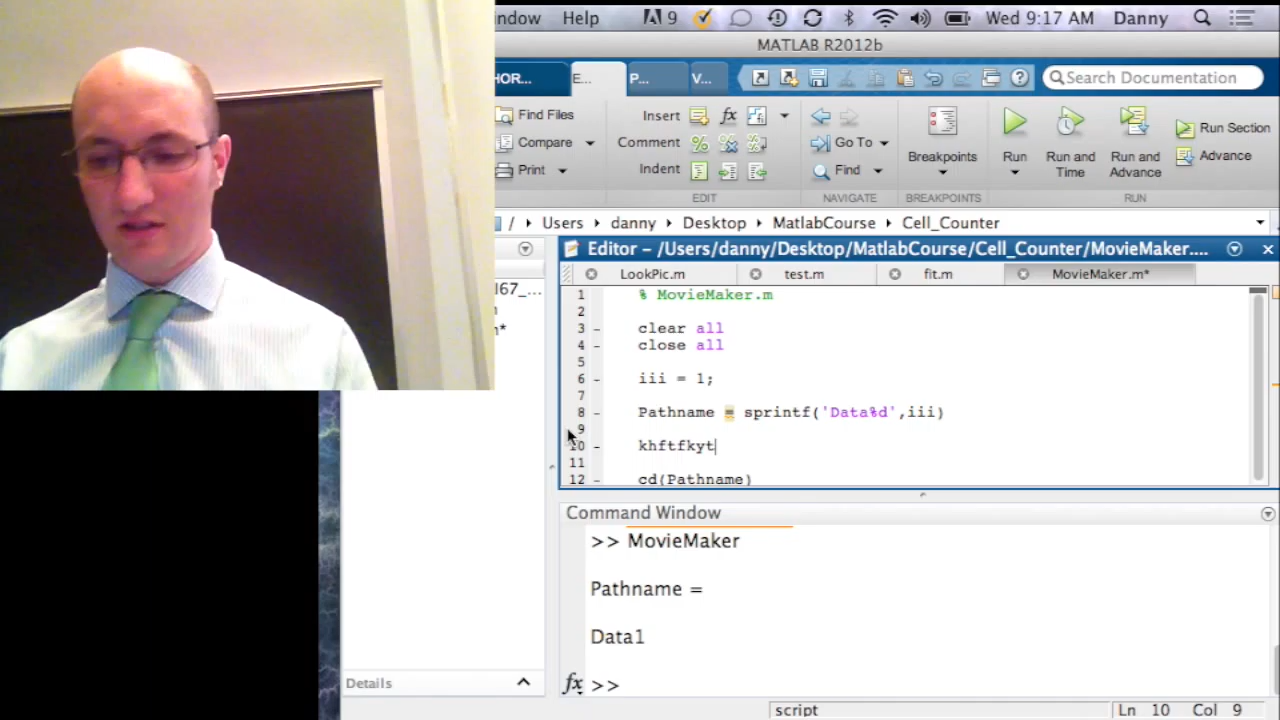 indow Help 9 Wed 9:17 AM Danny
MATLAB R2012b
HOR... E... P... V... Search Documentation
Find Files
Compare
Print
Insert fx
Comment
Indent
EDIT
Go To
Find
NAVIGATE
Breakpoints
BREAKPOINTS
Run
Run and Time
Run and Advance
Run Section
Advance
RUN
/ Users danny Desktop MatlabCourse Cell_Counter
Editor – /Users/danny/Desktop/MatlabCourse/Cell_Counter/MovieMaker....
LookPic.m test.m fit.m MovieMaker.m*
1 % MovieMaker.m
2
3 – clear all
4 – close all
5
6 – iii = 1;
7
8 – Pathname = sprintf('Data%d',iii)
9
10 – khftfkyt
11
12 – cd(Pathname)
Command Window
>> MovieMaker
Pathname =
Data1
fx >>
Details
script Ln 10 Col 9